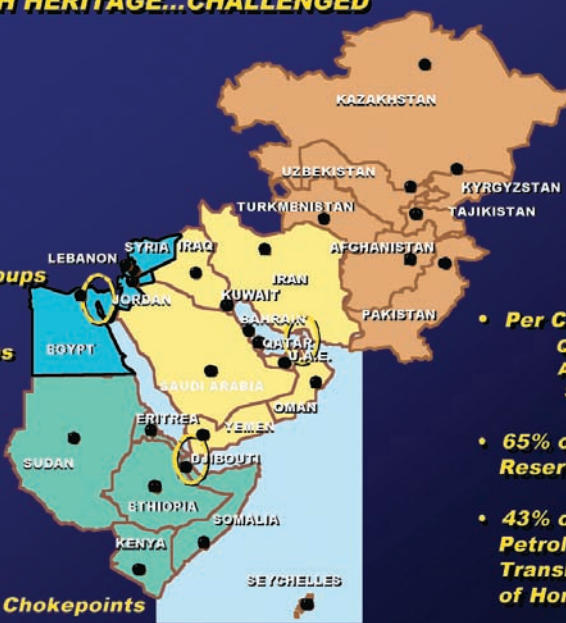 H HERITAGE...CHALLENGED
KAZAKHSTAN
UZBEKISTAN
KYRGYZSTAN
TURKMENISTAN
TAJIKISTAN
SYRIA
IRAQ
AFGHANISTAN
LEBANON
oups
IRAN
JORDAN
KUWAIT
PAKISTAN
BAHRAIN
• Per C
QATAR
EGYPT
U.A.E.
SAUDI ARABIA
OMAN
ERITREA
YEMEN
• 65% o
Reser
DJIBOUTI
SUDAN
ETHIOPIA
SOMALIA
• 43% o
Petrol
Trans
of Hor
KENYA
SEYCHELLES
Chokepoints